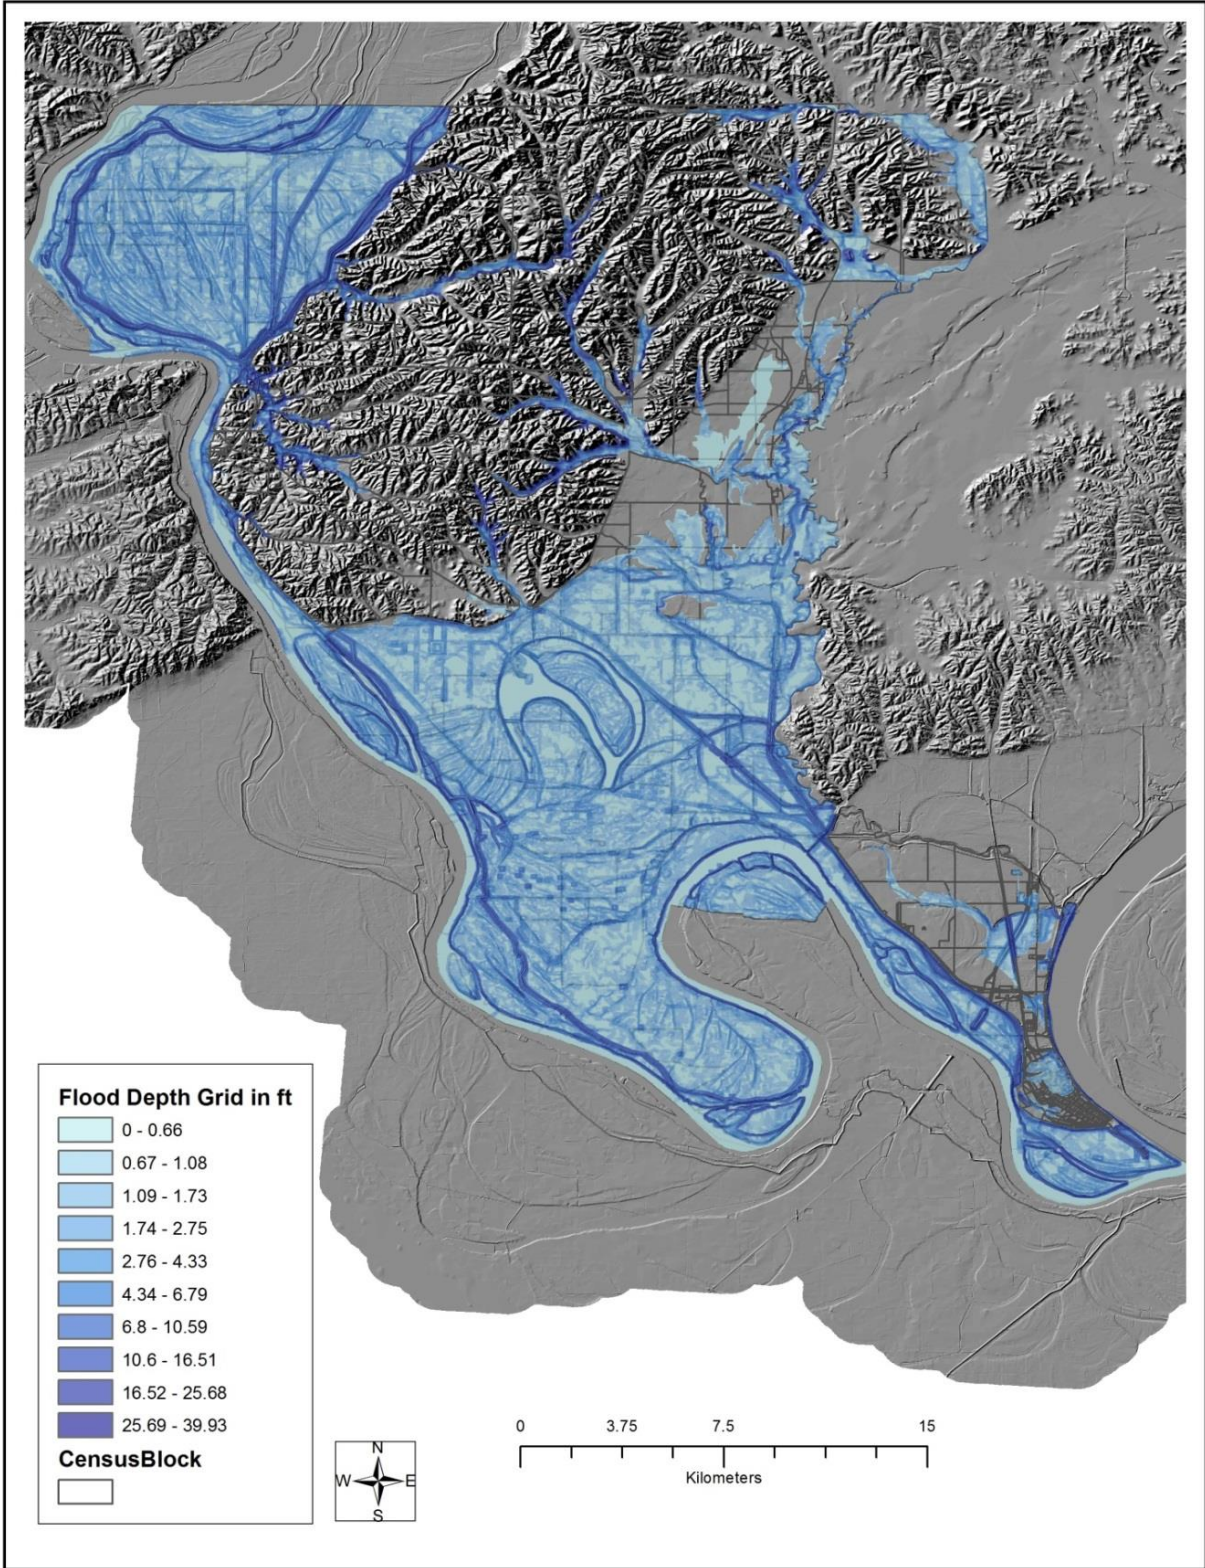 Flood Depth Grid in ft
0 - 0.66
0.67 - 1.08
1.09 - 1.73
1.74 - 2.75
2.76 - 4.33
4.34 - 6.79
6.8 - 10.59
10.6 - 16.51
16.52 - 25.68
25.69 - 39.93
CensusBlock
N
W E
S
0 3.75 7.5 15
Kilometers